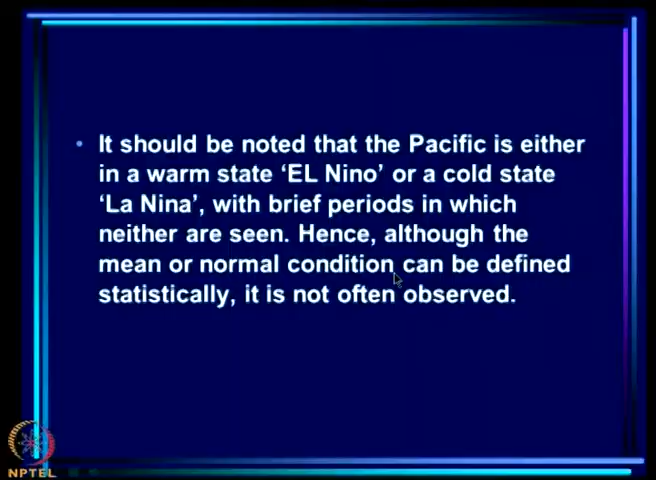 • It should be noted that the Pacific is either
in a warm state ‘EL Nino’ or a cold state
‘La Nina’, with brief periods in which
neither are seen. Hence, although the
mean or normal condition can be defined
statistically, it is not often observed.
NPTEL